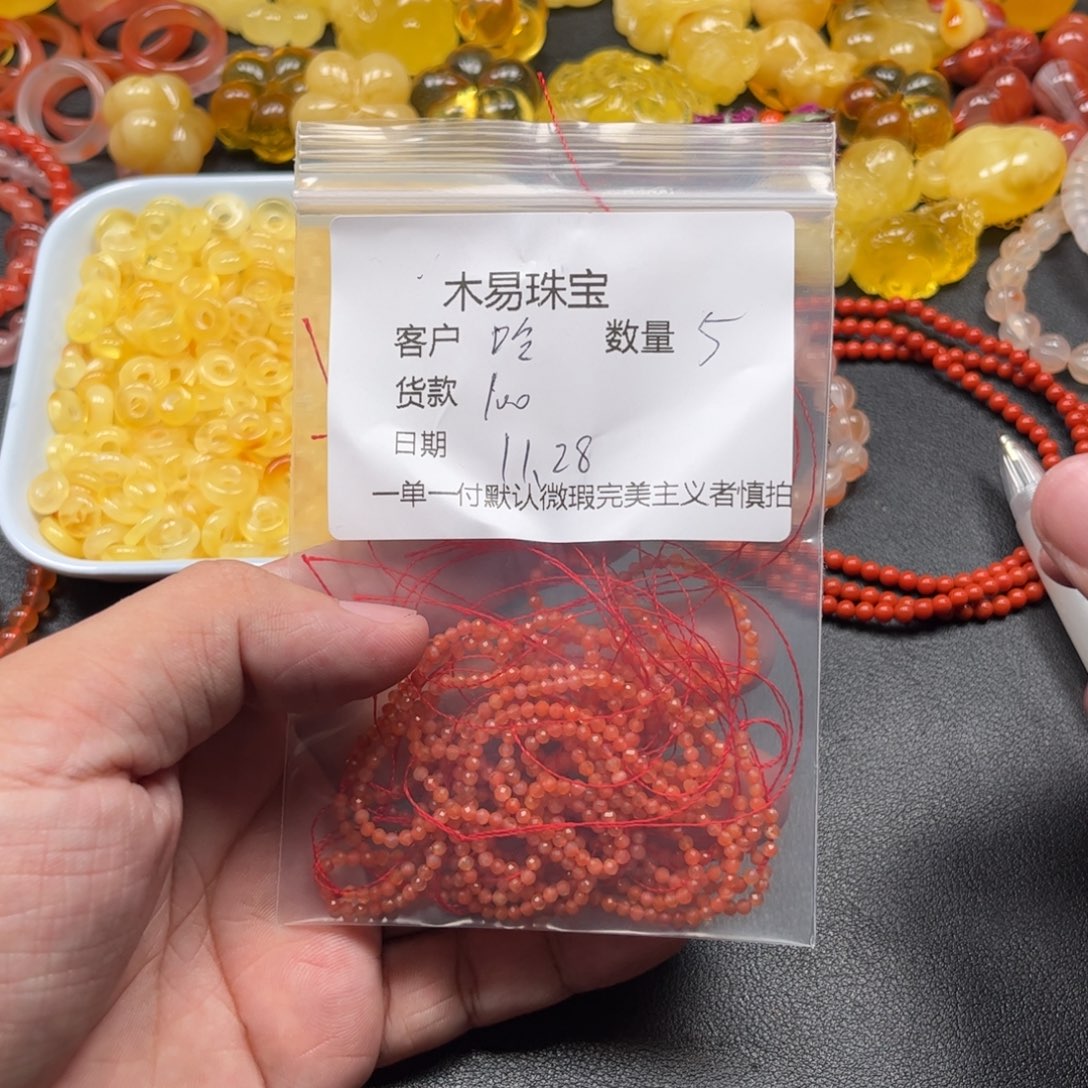 木易珠宝
客户 哈 数量 5
货款 100
日期 11、28
一单一付默认微瑕完美主义者慎拍